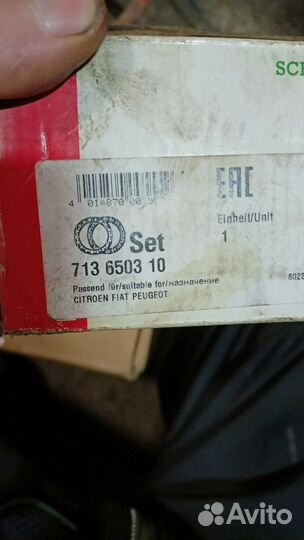 EAC
4 014870 00
Einheit/Unit
Set
1
713 6503 10
Passend für/suitable for/назначение
CITROEN FIAT PEUGEOT
6022
Avito